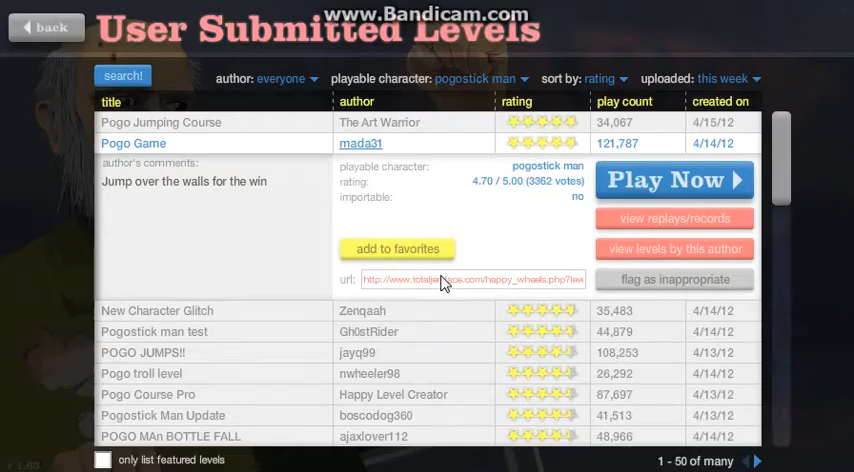 www.Bandicam.com
back
User Submitted Levels
search!
author: everyone playable character: pogostick man sort by: rating uploaded: this week
title author rating play count created on
Pogo Jumping Course The Art Warrior 34,067 4/15/12
Pogo Game mada31 121,787 4/14/12
author's comments:
Jump over the walls for the win
playable character: pogostick man
rating: 4.70 / 5.00 (3362 votes)
importable: no
Play Now
view replays/records
add to favorites
view levels by this author
url:
flag as inappropriate
New Character Glitch Zenqaah 35,483 4/14/12
Pogostick man test Gh0stRider 44,879 4/14/12
POGO JUMPS!! jayq99 108,253 4/13/12
Pogo troll level nwheeler98 26,292 4/14/12
Pogo Course Pro Happy Level Creator 87,697 4/13/12
Pogostick Man Update boscodog360 41,513 4/13/12
POGO MAn BOTTLE FALL ajaxlover112 48,966 4/14/12
only list featured levels
1 - 50 of many
v 1.63